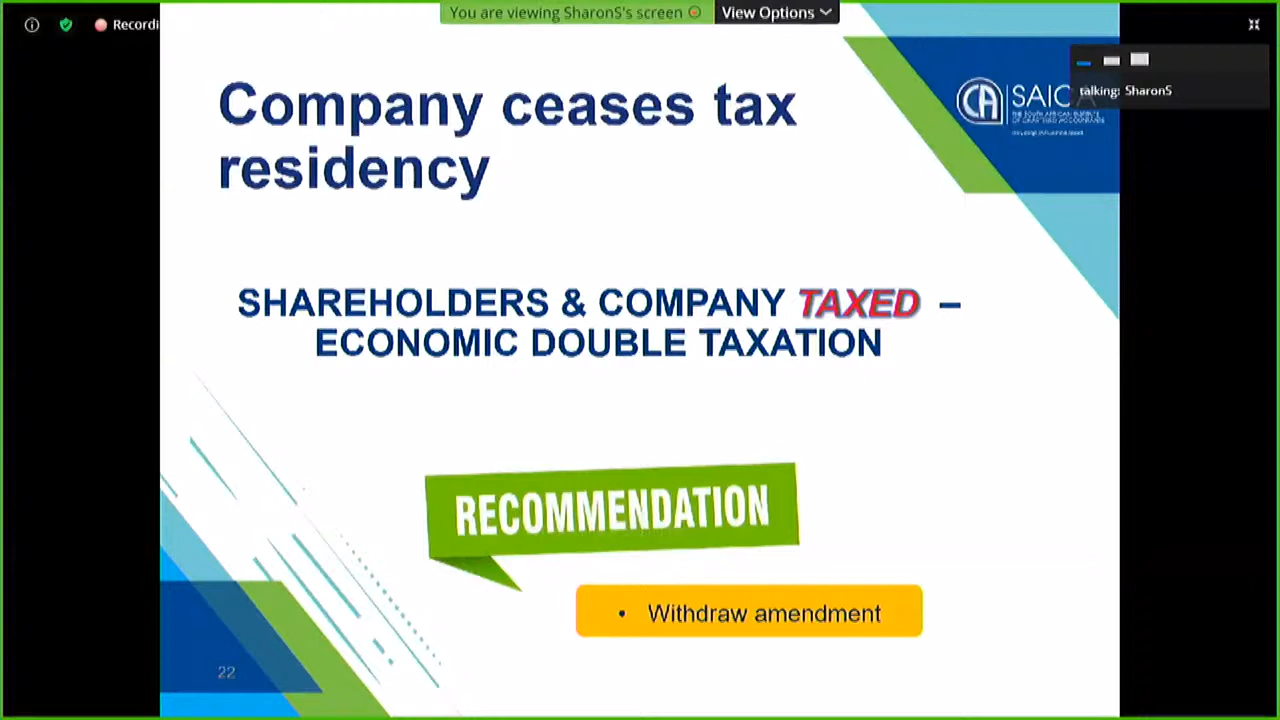 You are viewing SharonS's screen
View Options
Recordi
talking: SharonS
SAICA
Company ceases tax
residency
SHAREHOLDERS & COMPANY TAXED –
ECONOMIC DOUBLE TAXATION
RECOMMENDATION
• Withdraw amendment
22